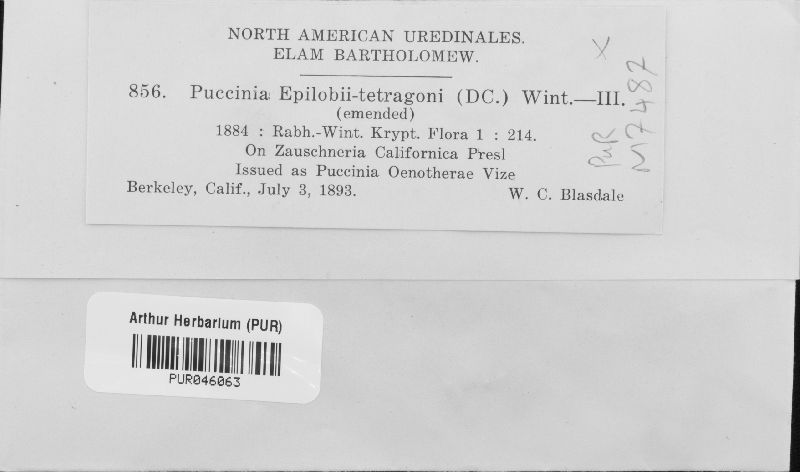 NORTH AMERICAN UREDINALES.
ELAM BARTHOLOMEW.
856. Puccinia Epilobii-tetragoni (DC.) Wint.—III.
(emended)
1884 : Rabh.-Wint. Krypt. Flora 1 : 214.
On Zauschneria Californica Presl
Issued as Puccinia Oenotherae Vize
Berkeley, Calif., July 3, 1893. W. C. Blasdale
X
PUR
M7487
Arthur Herbarium (PUR)
PUR046063